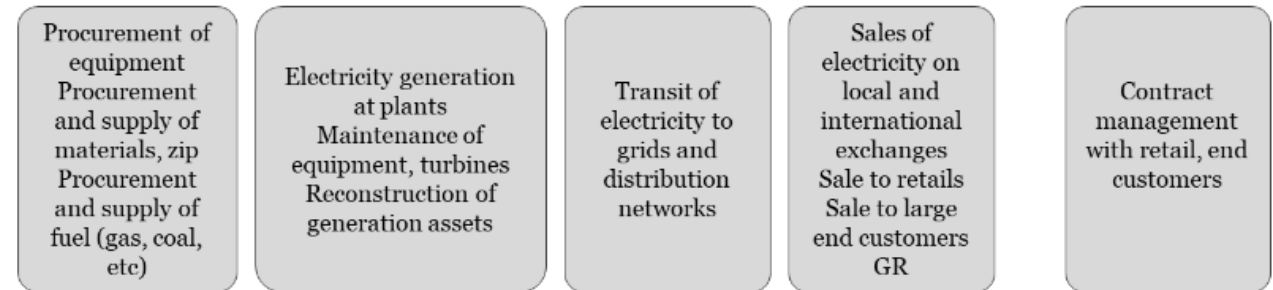 Procurement of
equipment
Procurement
and supply of
materials, zip
Procurement
and supply of
fuel (gas, coal,
etc)
Electricity generation
at plants
Maintenance of
equipment, turbines
Reconstruction of
generation assets
Transit of
electricity to
grids and
distribution
networks
Sales of
electricity on
local and
international
exchanges
Sale to retails
Sale to large
end customers
GR
Contract
management
with retail, end
customers